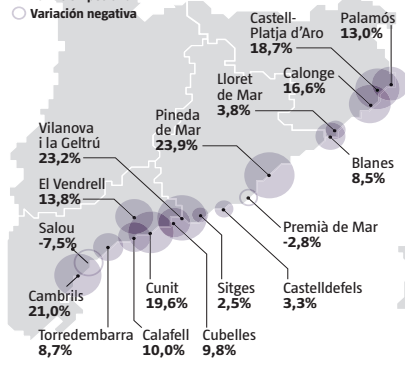 Variación negativa
Castell-
Platja d'Aro
18,7%
Palamós
13,0%
Lloret
de Mar
3,8%
Calonge
16,6%
Pineda
de Mar
23,9%
Vilanova
i la Geltrú
23,2%
Blanes
8,5%
El Vendrell
13,8%
Salou
-7,5%
Premià de Mar
-2,8%
Cambrils
21,0%
Cunit
19,6%
Sitges
2,5%
Castelldefels
3,3%
Torredembarra
8,7%
Calafell
10,0%
Cubelles
9,8%